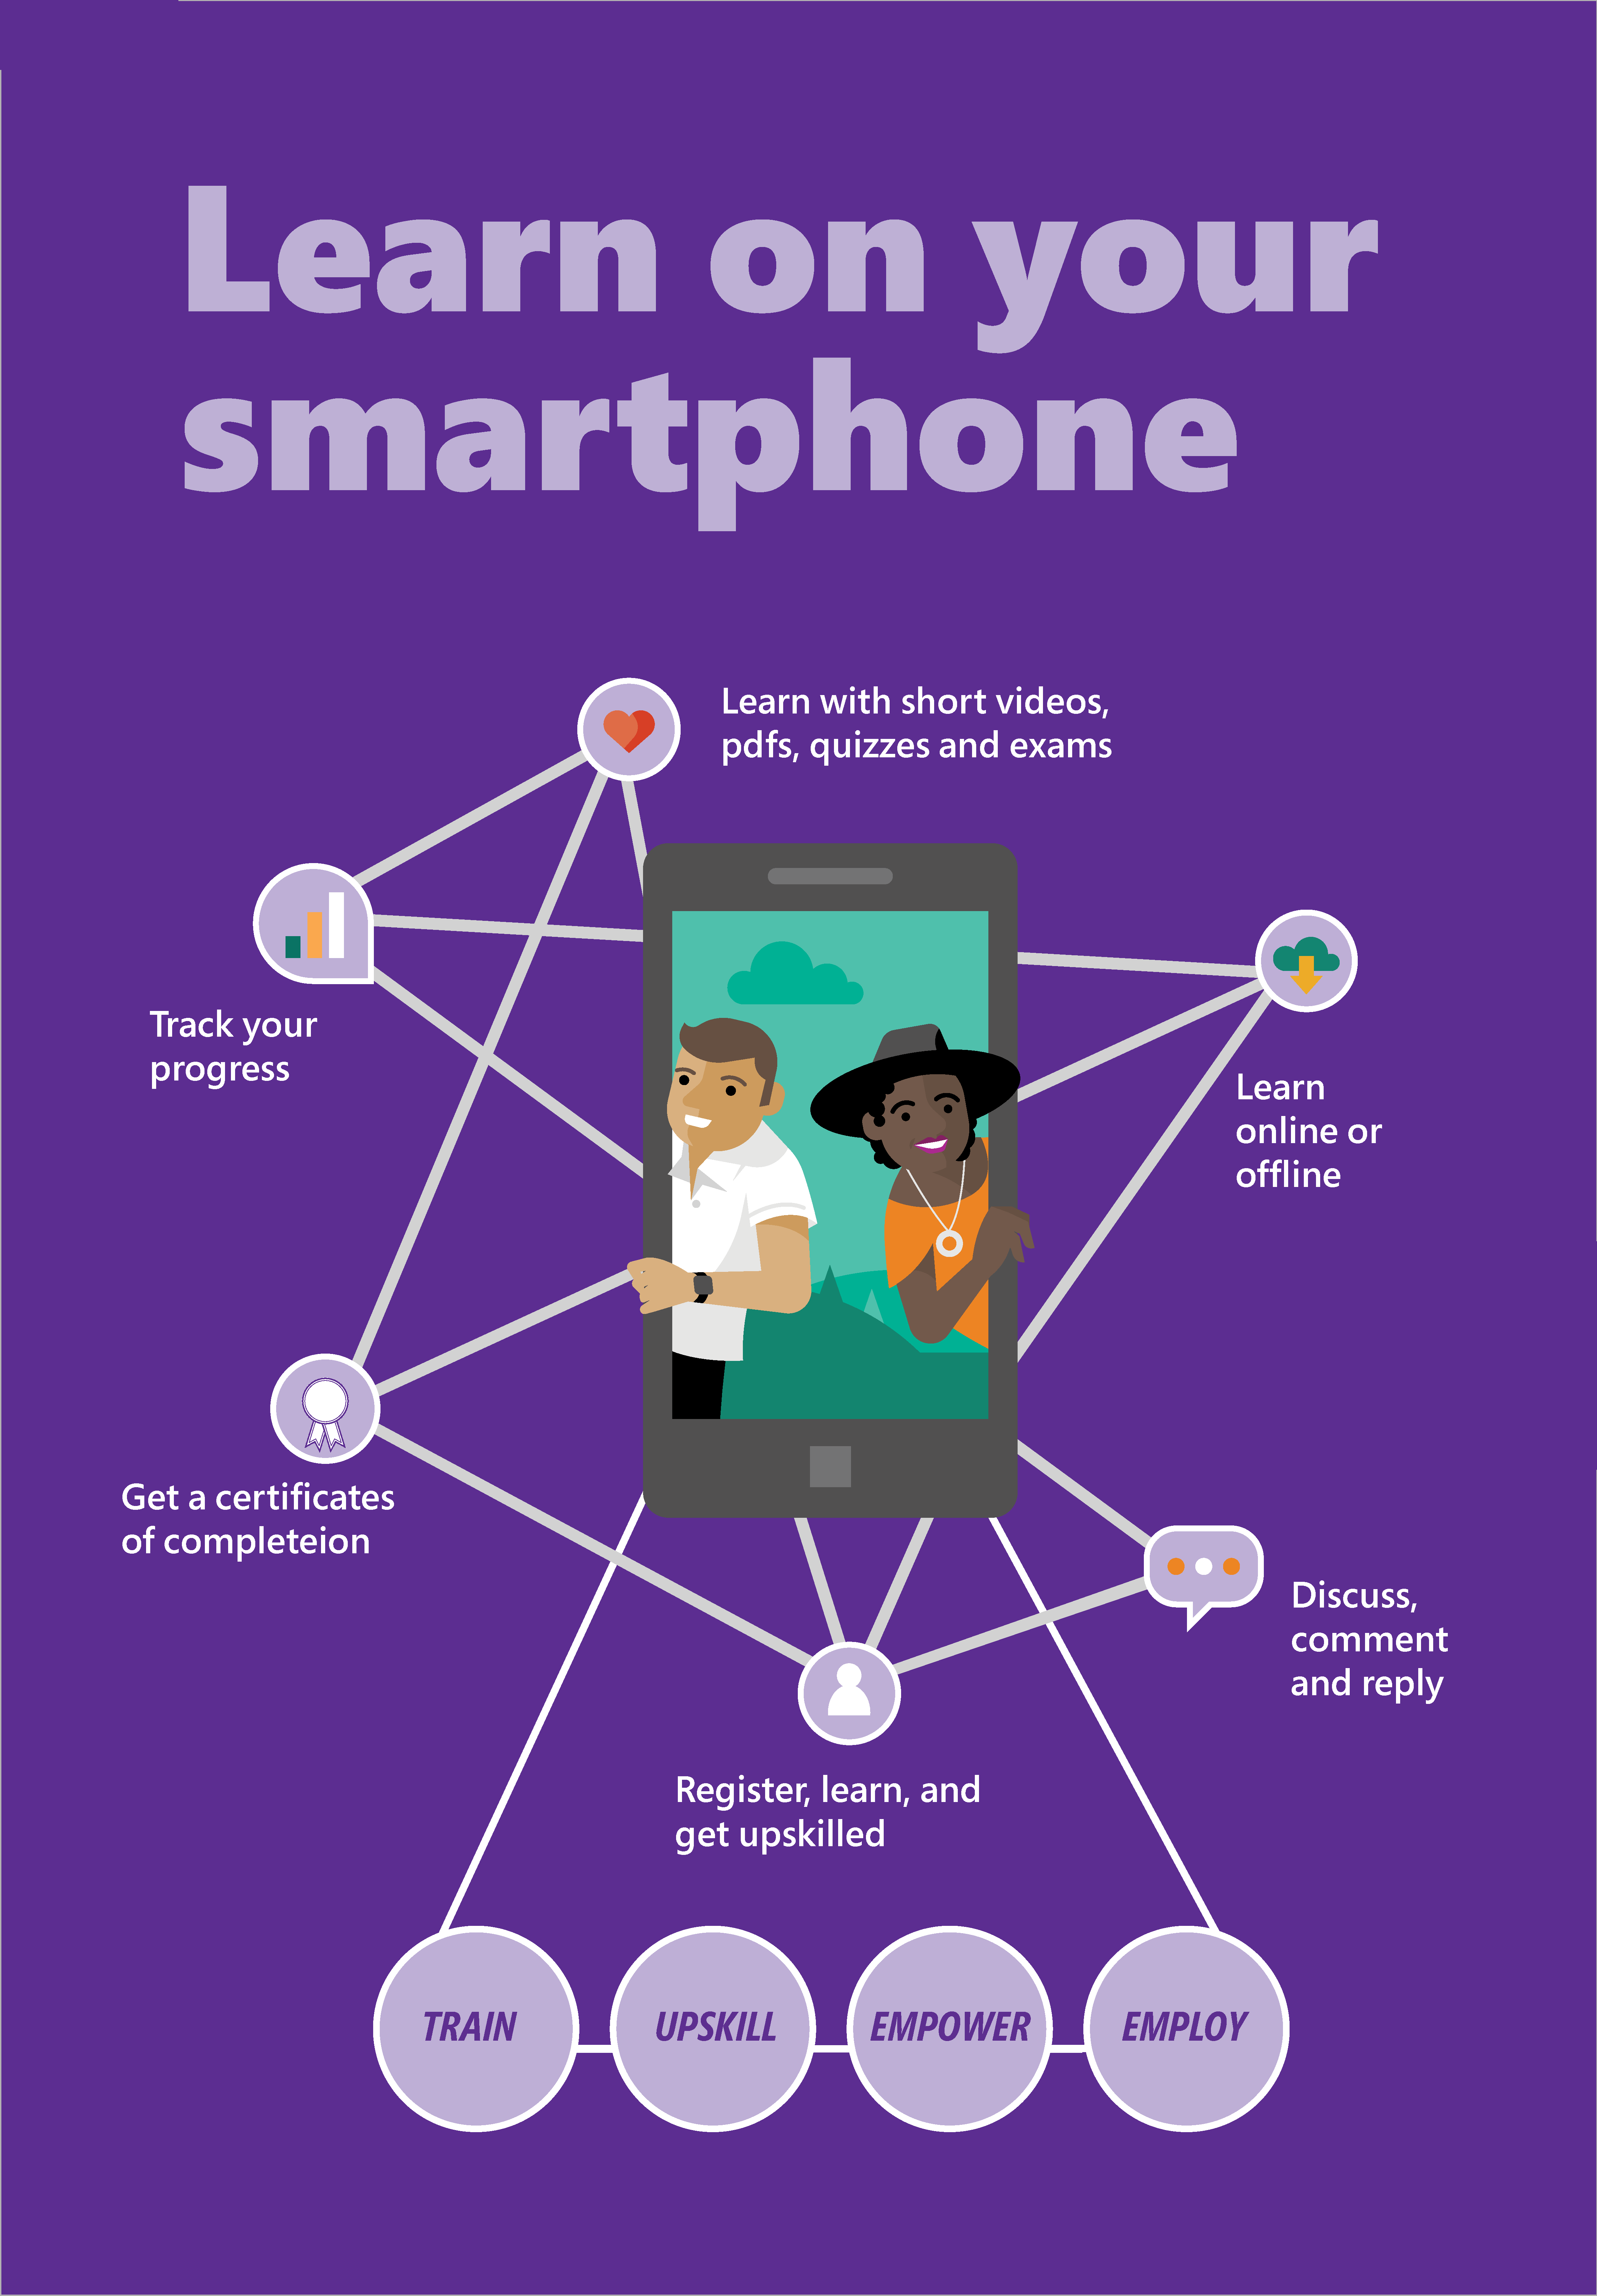 Learn on your
smartphone
Learn with short videos,
pdfs, quizzes and exams
Track your
progress
Learn
online or
offline
Get a certificates
of completeion
Discuss,
comment
and reply
Register, learn, and
get upskilled
TRAIN
UPSKILL
EMPOWER
EMPLOY